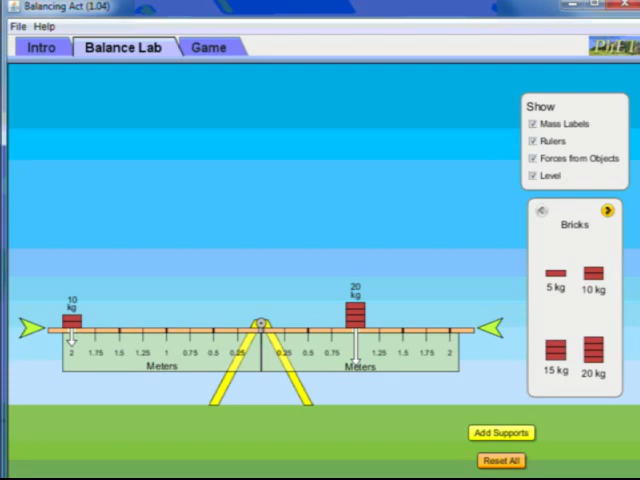 Balancing Act (1.04)
File Help
Intro Balance Lab Game
Show
Mass Labels
Rulers
Forces from Objects
Level
Bricks
5 kg 10 kg
15 kg 20 kg
10
kg
20
kg
2 1.75 1.5 1.25 1 0.75 0.5 0.25 0.25 0.5 0.75 1.25 1.5 1.75 2
Meters Meters
Add Supports
Reset All